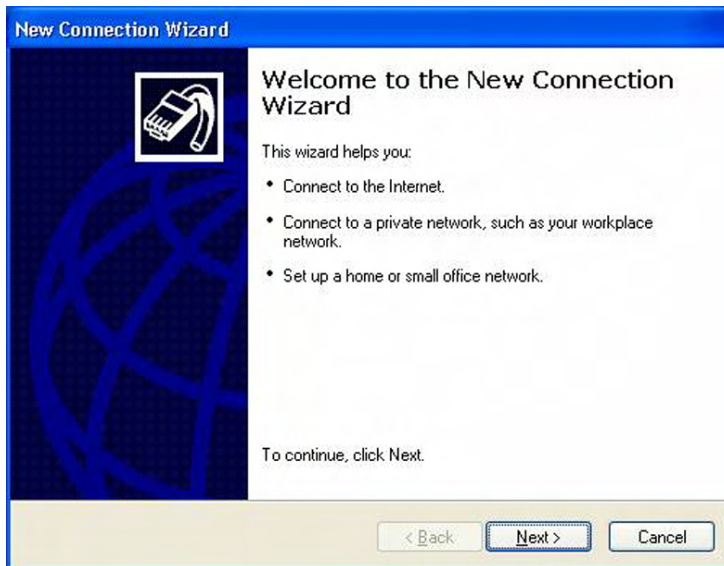 New Connection Wizard
Welcome to the New Connection
Wizard
This wizard helps you:
• Connect to the Internet.
• Connect to a private network, such as your workplace
network.
• Set up a home or small office network.
To continue, click Next.
< Back Next > Cancel